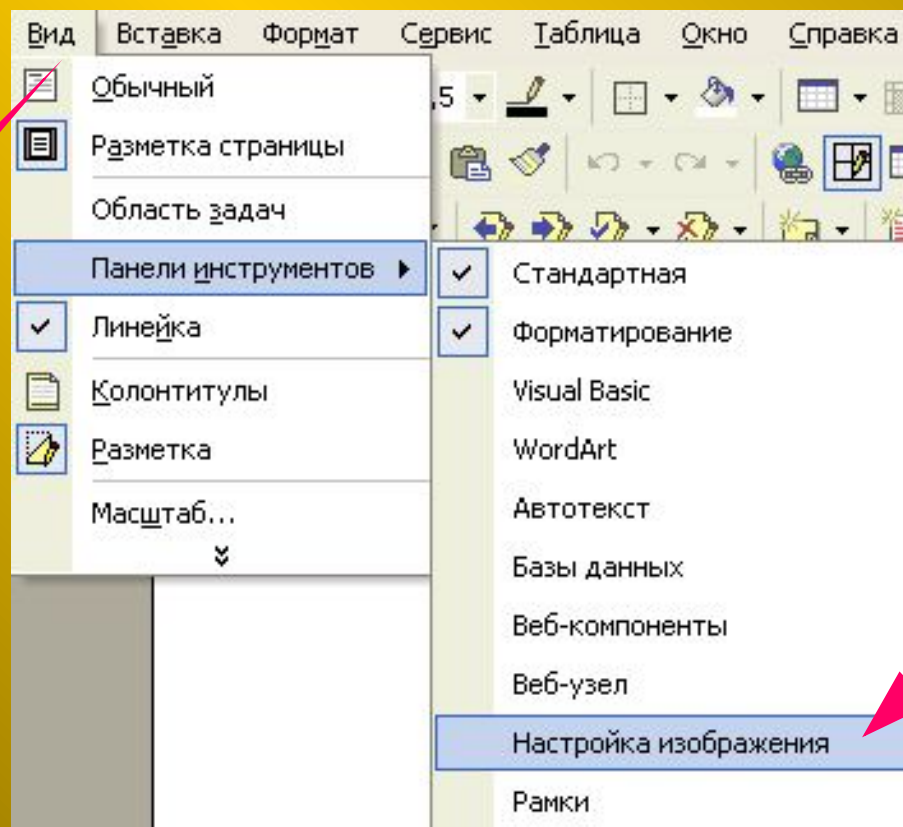 Вид Вставка Формат Сервис Таблица Окно Справка
Обычный
,5
Разметка страницы
Область задач
Панели инструментов
Стандартная
Линейка
Форматирование
Колонтитулы
Visual Basic
Разметка
WordArt
Масштаб...
Автотекст
Базы данных
Веб-компоненты
Веб-узел
Настройка изображения
Рамки